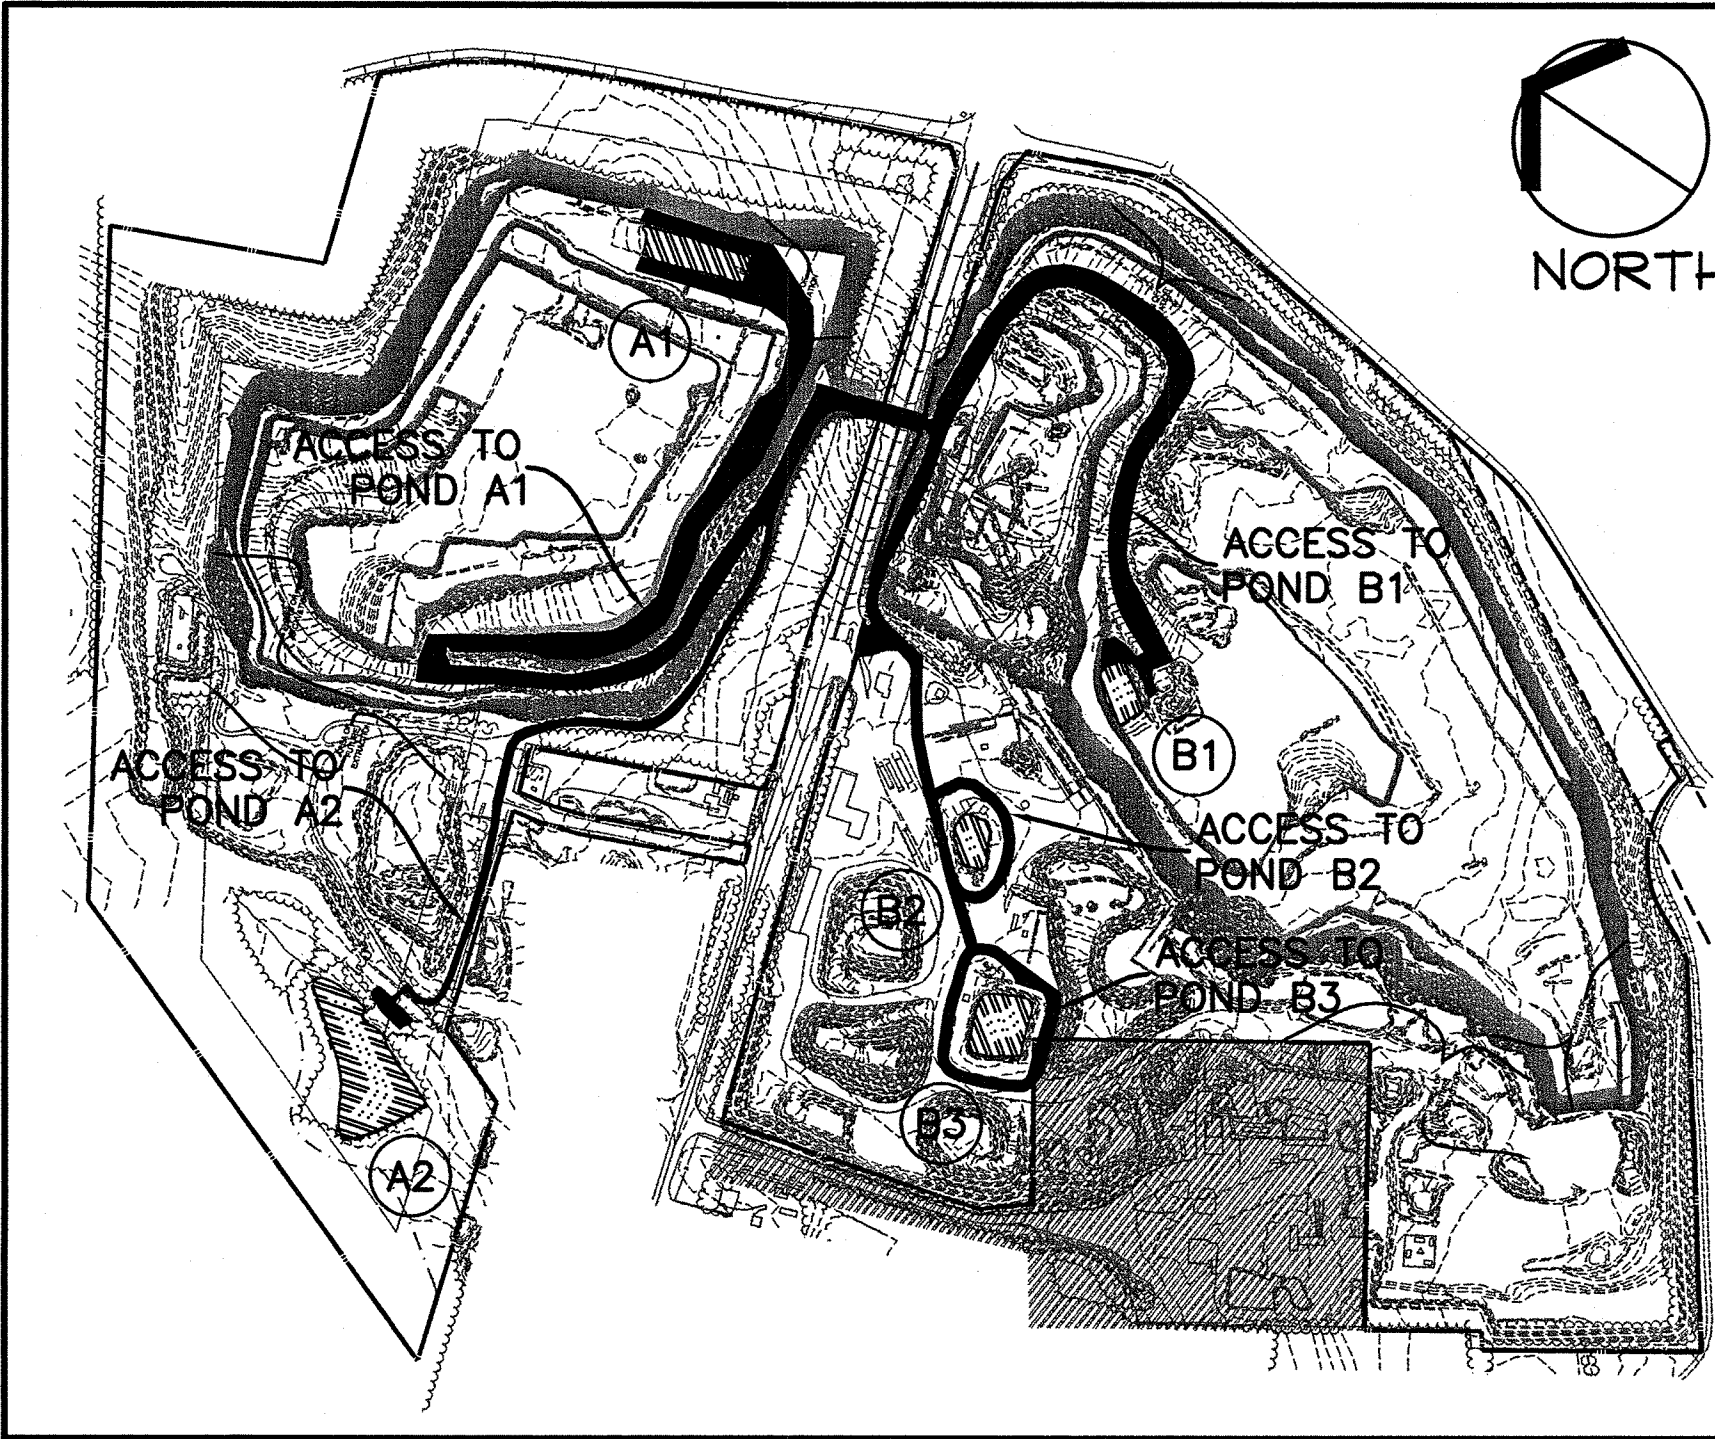 NORTH
A1
ACCESS TO
POND A1
ACCESS TO
POND B1
B1
ACCESS TO
POND A2
ACCESS TO
POND B2
B2
ACCESS TO
POND B3
B3
A2